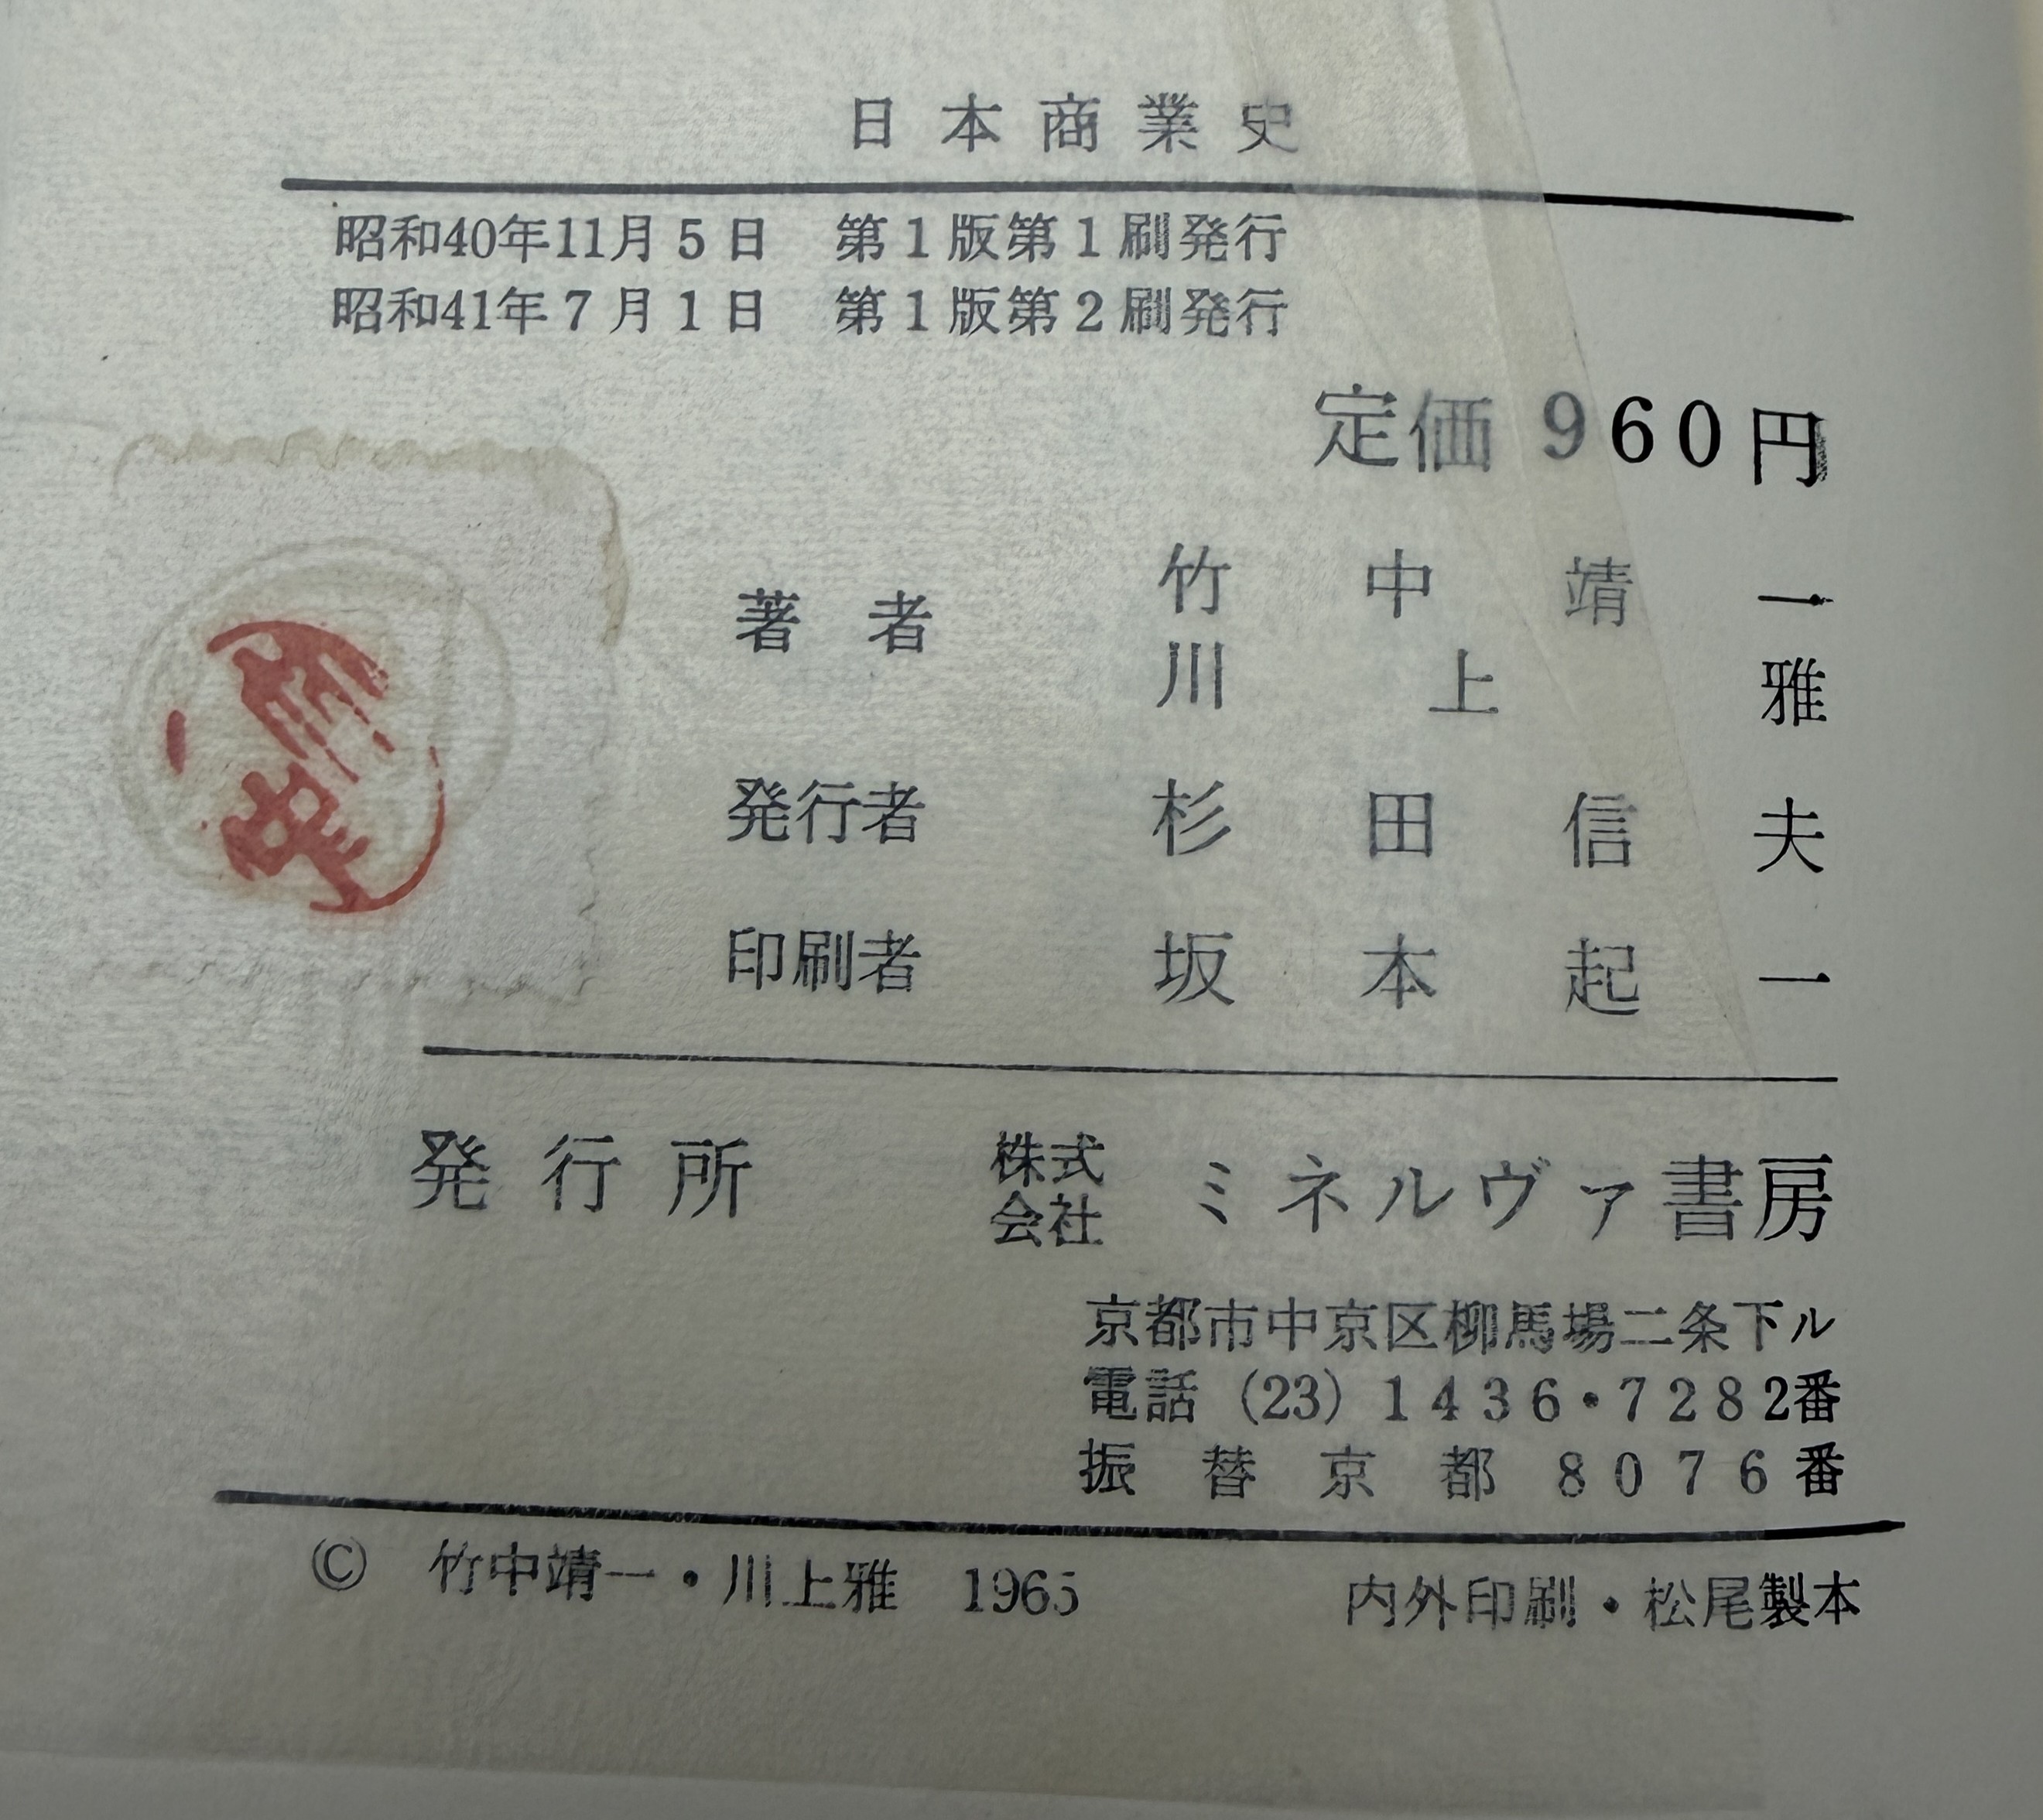 日本商業史
昭和40年11月5日　第1版第1刷発行
昭和41年7月1日　第1版第2刷発行
定価 960円
著者　竹中靖一
川上雅
発行者　杉田信夫
印刷者　坂本起一
発行所　株式会社 ミネルヴァ書房
京都市中京区柳馬場二条下ル
電話 (23) 1436・7282番
振替京都 8076番
© 竹中靖一・川上雅　1965　内外印刷・松尾製本